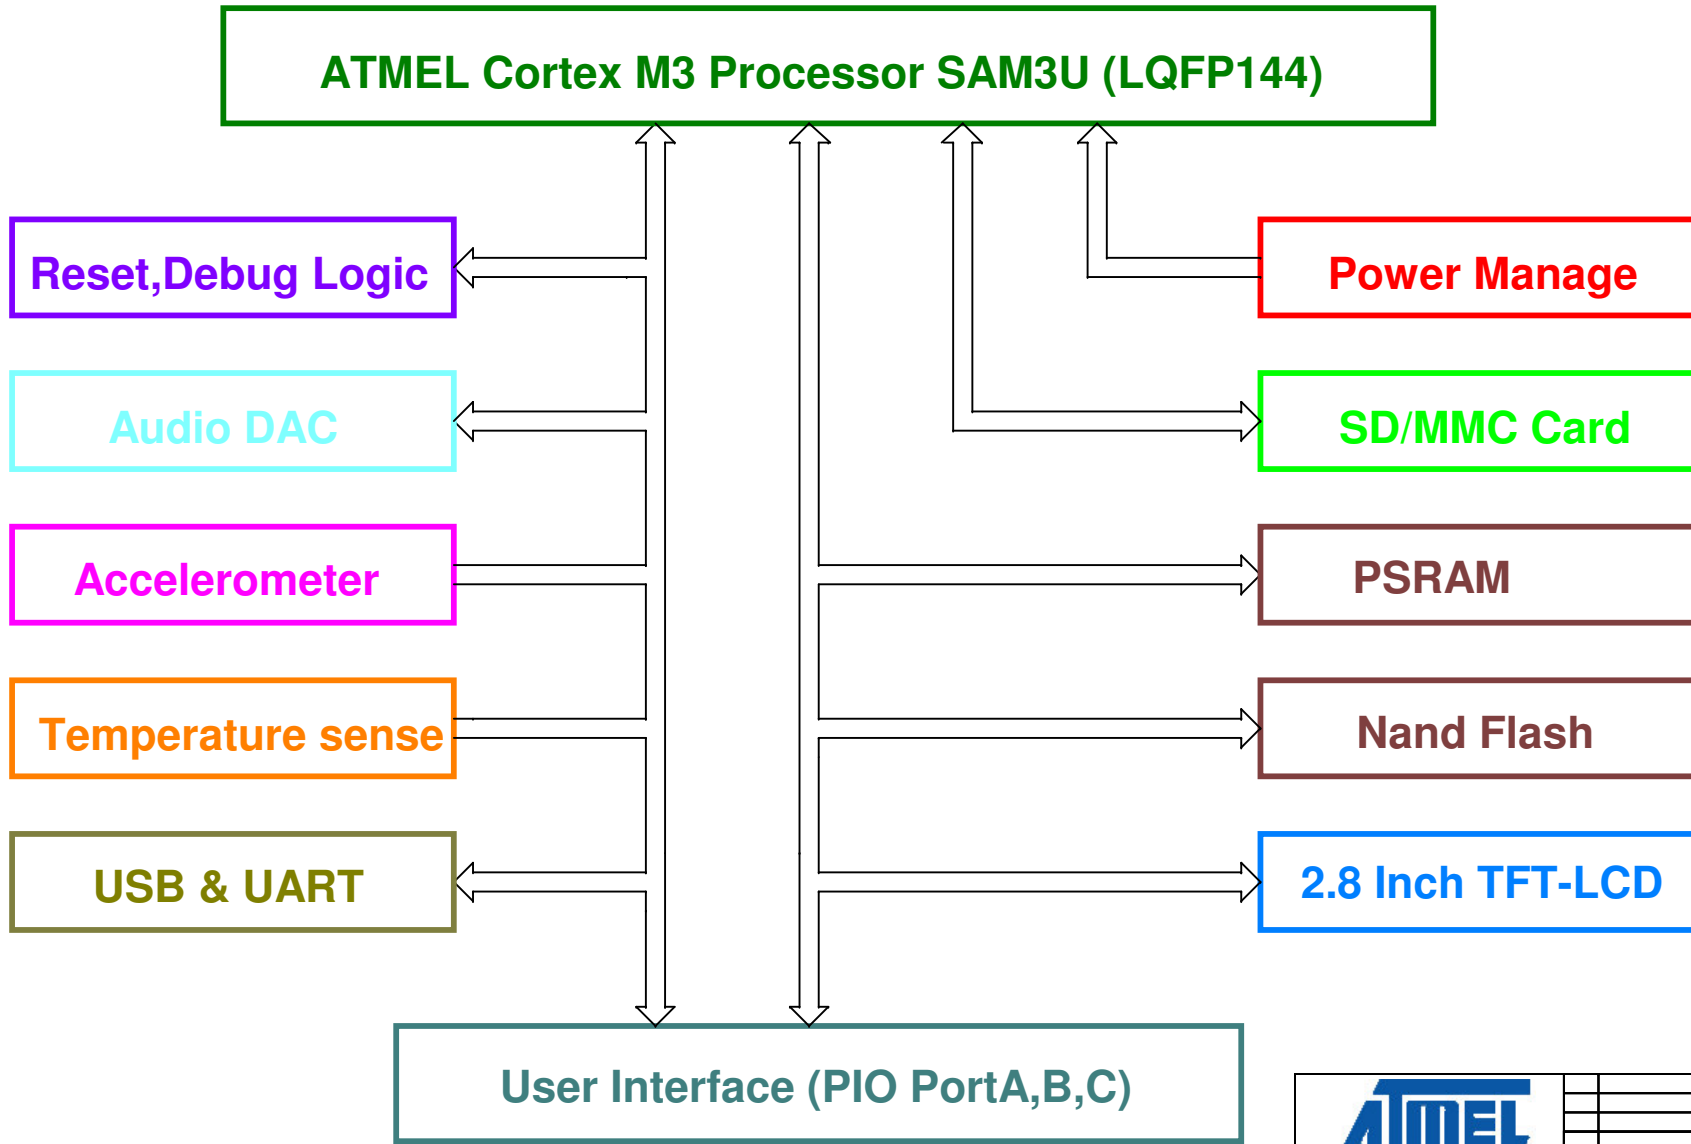 ATMEL Cortex M3 Processor SAM3U (LQFP144)
Reset,Debug Logic
Power Manage
Audio DAC
SD/MMC Card
Accelerometer
PSRAM
Temperature sense
Nand Flash
USB & UART
2.8 Inch TFT-LCD
User Interface (PIO PortA,B,C)
ATMEL